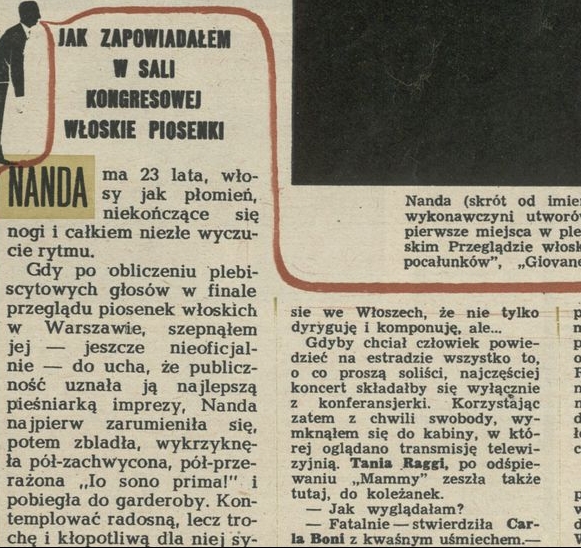 JAK ZAPOWIADAŁEM
W SALI
KONGRESOWEJ
WŁOSKIE PIOSENKI
NANDA ma 23 lata, wło-
sy jak płomień,
niekończące się
nogi i całkiem niezłe wyczu-
cie rytmu.
Gdy po obliczeniu plebi-
scytowych głosów w finale
przeglądu piosenek włoskich
w Warszawie, szepnąłem
jej — jeszcze nieoficjal-
nie — do ucha, że publicz-
ność uznała ją najlepszą
pieśniarką imprezy, Nanda
najpierw zarumieniła się,
potem zbladła, wykrzyknę-
ła pół-zachwycona, pół-prze-
rażona „Io sono prima!" i
pobiegła do garderoby. Kon-
templować radosną, lecz tro-
chę i kłopotliwą dla niej sy-
Nanda (skrót od
wykonawczyni
pierwsze miejsca w
skim Przeglądzie
pocałunków", „
sie we Włoszech, że nie tylko
dyryguję i komponuję, ale...
Gdyby chciał człowiek powie-
dzieć na estradzie wszystko to,
o co proszą soliści, najczęściej
koncert składałby się wyłącznie
z konferansjerki. Korzystając
zatem z chwili swobody, wy-
mknąłem się do kabiny, w któ-
rej oglądano transmisję telewi-
zyjnią. Tania Raggi, po odśpie-
waniu „Mammy" zeszła także
tutaj, do koleżanek.
— Jak wyglądałam?
— Fatalnie — stwierdziła Car-
la Boni z kwaśnym uśmiechem.—